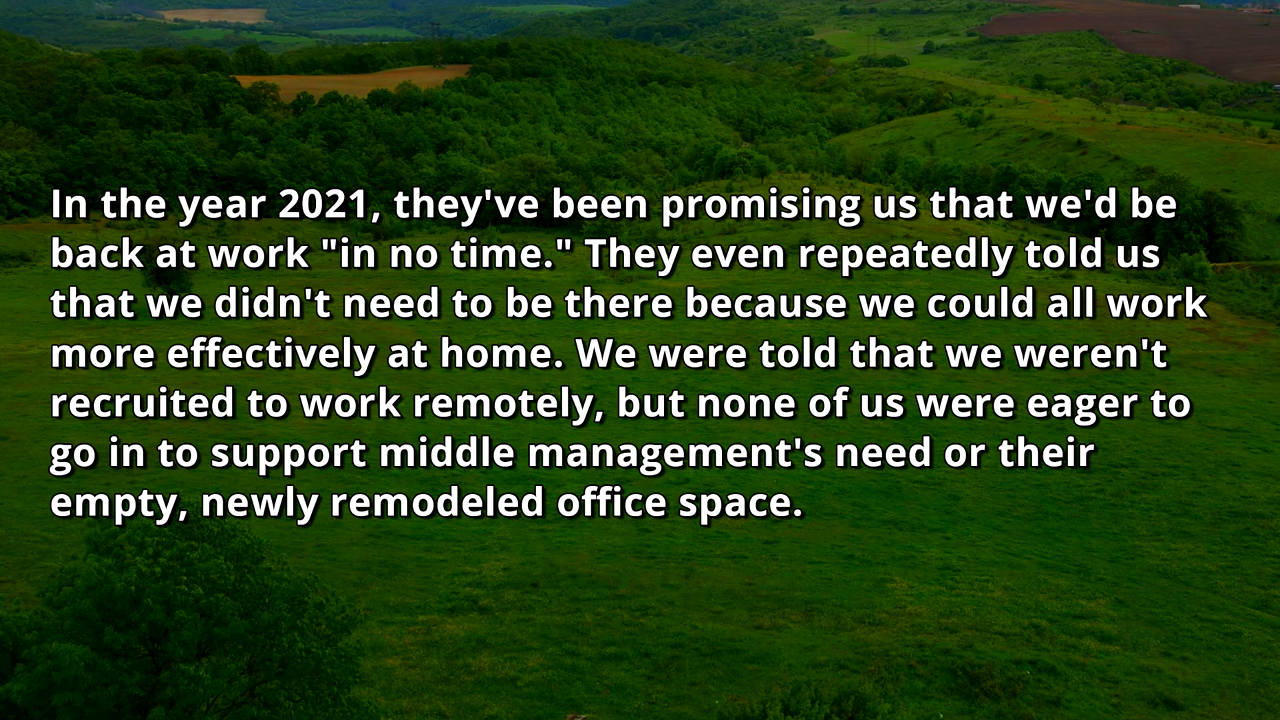 In the year 2021, they've been promising us that we'd be
back at work "in no time." They even repeatedly told us
that we didn't need to be there because we could all work
more effectively at home. We were told that we weren't
recruited to work remotely, but none of us were eager to
go in to support middle management's need or their
empty, newly remodeled office space.